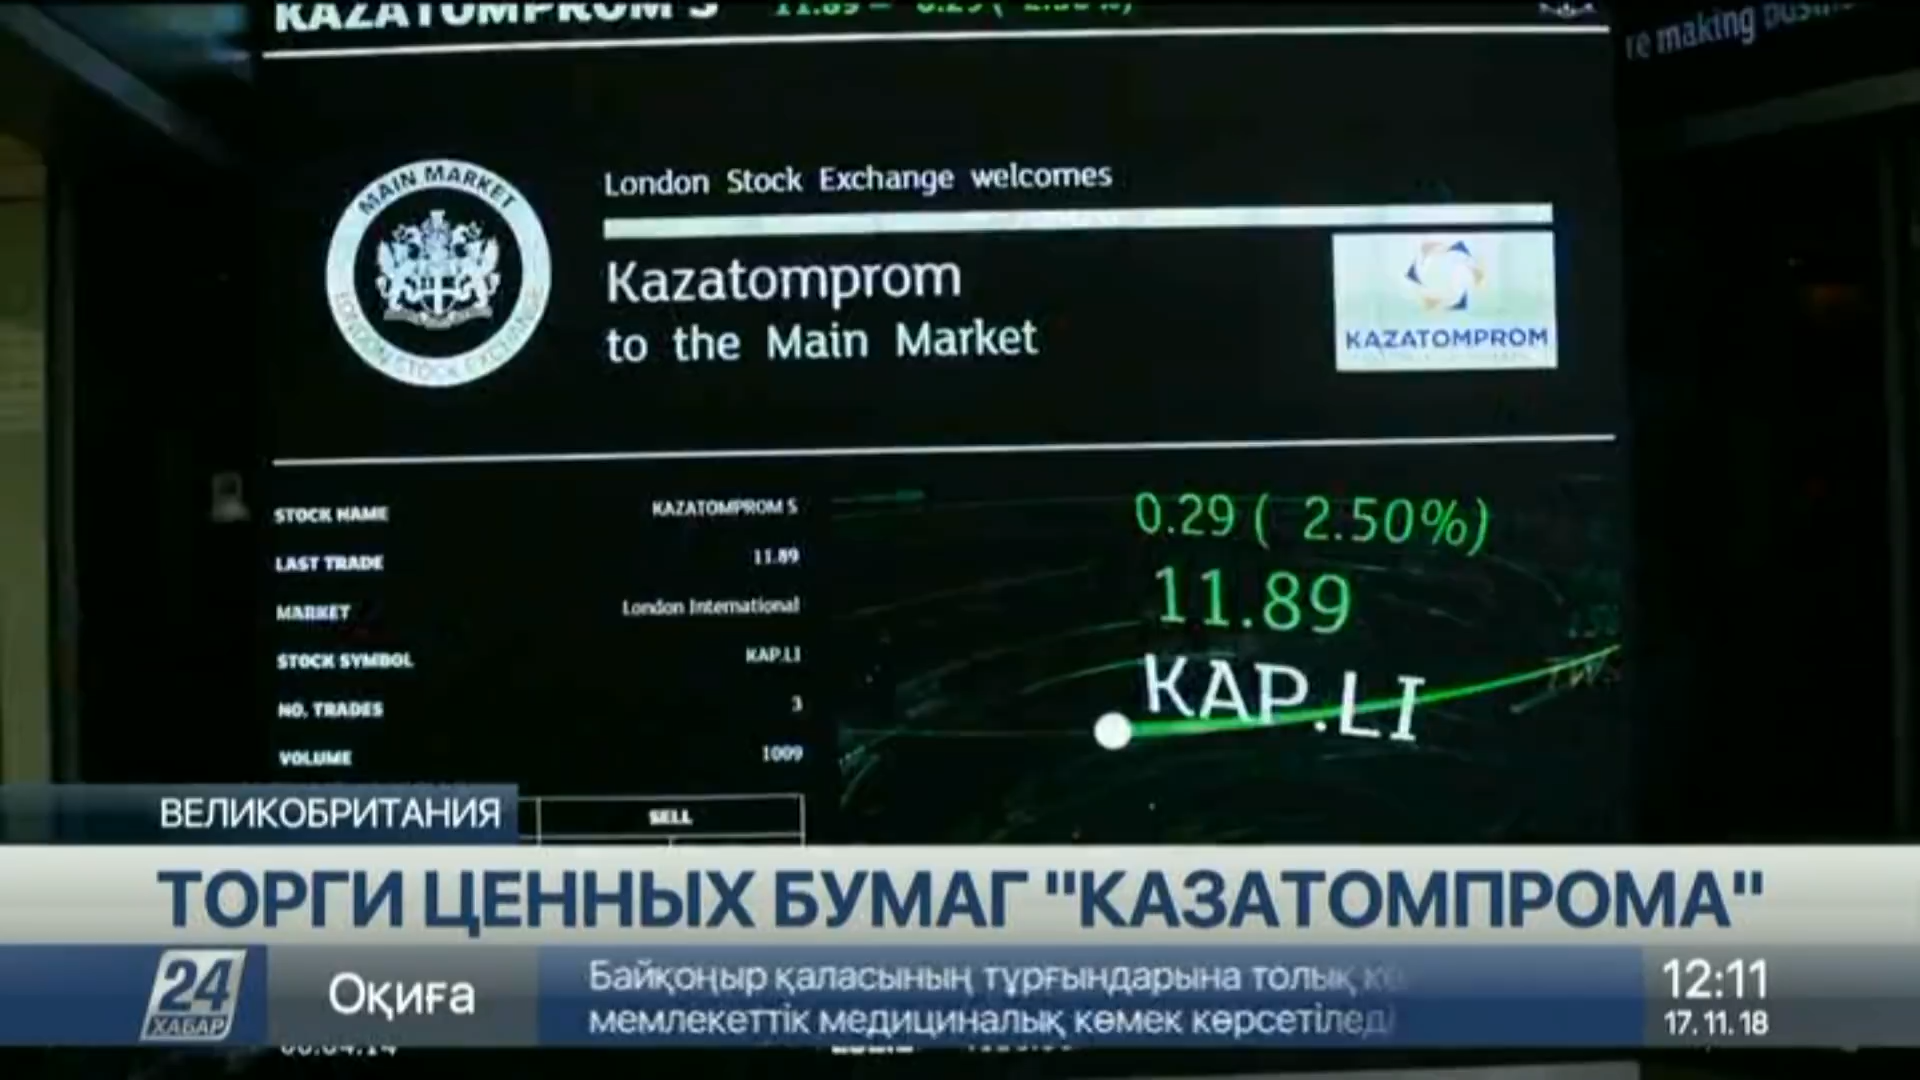 KAZATOMPROM S 11.89
re making
MAIN MARKET
LONDON STOCK EXCHANGE
London Stock Exchange welcomes
Kazatomprom
to the Main Market
KAZATOMPROM
STOCK NAME KAZATOMPROM S
LAST TRADE 11.89
MARKET London International
STOCK SYMBOL KAP.LI
NO. TRADES 3
VOLUME 1009
SELL
0.29 ( 2.50%)
11.89
KAP.LI
ВЕЛИКОБРИТАНИЯ
ТОРГИ ЦЕННЫХ БУМАГ "КАЗАТОМПРОМА"
24
ХАБАР
Оқиға
Байқоңыр қаласының тұрғындарына толық
мемлекеттік медициналық көмек көрсетіледі
12:11
17.11.18